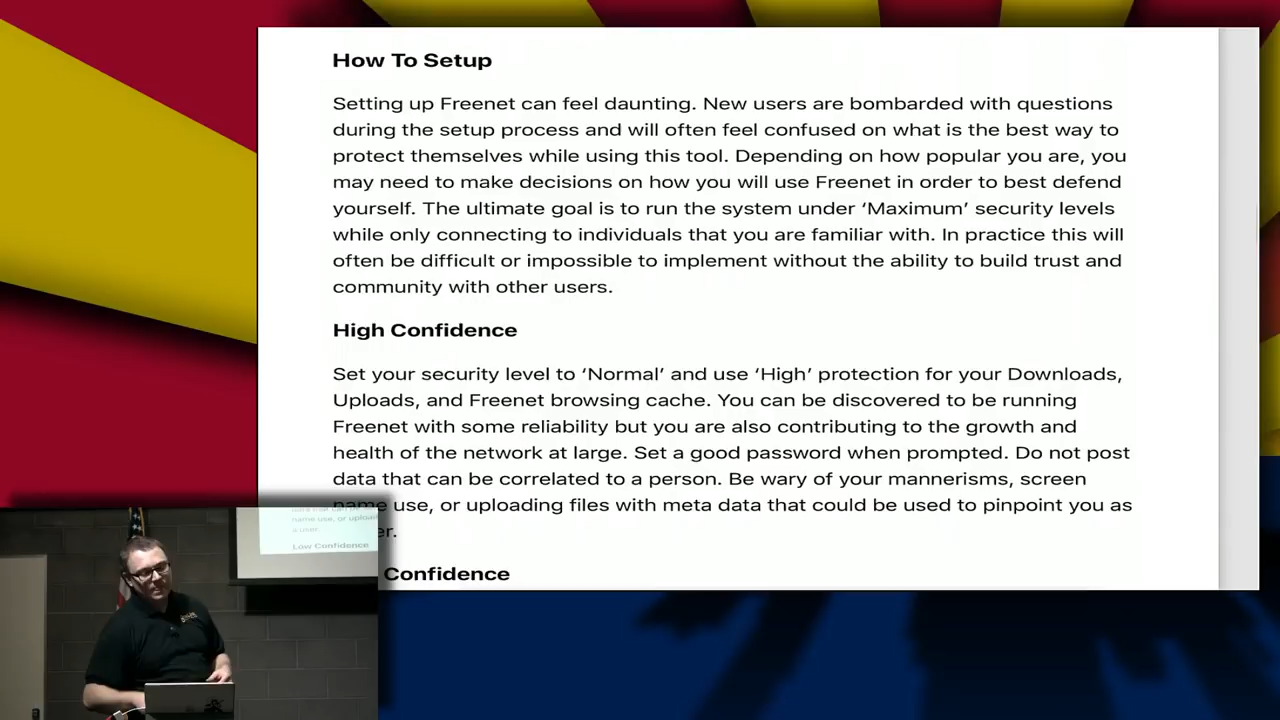 How To Setup
Setting up Freenet can feel daunting. New users are bombarded with questions
during the setup process and will often feel confused on what is the best way to
protect themselves while using this tool. Depending on how popular you are, you
may need to make decisions on how you will use Freenet in order to best defend
yourself. The ultimate goal is to run the system under ‘Maximum’ security levels
while only connecting to individuals that you are familiar with. In practice this will
often be difficult or impossible to implement without the ability to build trust and
community with other users.
High Confidence
Set your security level to ‘Normal’ and use ‘High’ protection for your Downloads,
Uploads, and Freenet browsing cache. You can be discovered to be running
Freenet with some reliability but you are also contributing to the growth and
health of the network at large. Set a good password when prompted. Do not post
data that can be correlated to a person. Be wary of your mannerisms, screen
name use, or uploading files with meta data that could be used to pinpoint you as
er.
Confidence
name use, or upload
a user.
Low Confidence